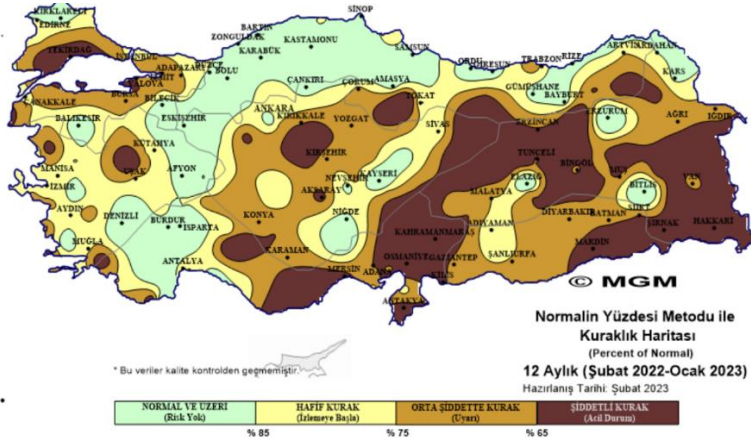 SİNOP
KIRKLARELİ
EDİRNE
BARTIN
ZONGULDAK
KASTAMONU
KARABÜK
SAMSUN
TEKİRDAĞ
İSTANBUL
DÜZCE
BOLU
ADAPAZARI
ORDU
GİRESUN
TRABZON
RİZE
ARTVİN
ARDAHAN
KARS
YALOVA
BURSA
BİLECİK
ÇANKIRI
ÇORUM
AMASYA
TOKAT
GÜMÜŞHANE
BAYBURT
ÇANAKKALE
BALIKESİR
ESKİŞEHİR
ANKARA
KIRIKKALE
YOZGAT
SİVAS
ERZİNCAN
ERZURUM
AĞRI
IĞDIR
KÜTAHYA
MANİSA
UŞAK
AFYON
KIRŞEHİR
NEVŞEHİR
KAYSERİ
TUNCELİ
BİNGÖL
MUŞ
ELAZIĞ
BİTLİS
VAN
İZMİR
AKSARAY
MALATYA
AYDIN
DENİZLİ
BURDUR
ISPARTA
KONYA
NİĞDE
ADIYAMAN
DİYARBAKIR
BATMAN
SİİRT
ŞIRNAK
HAKKARİ
MUĞLA
ANTALYA
KARAMAN
KAHRAMANMARAŞ
MERSİN
ADANA
OSMANİYE
GAZİANTEP
KİLİS
ŞANLIURFA
MARDİN
ANTAKYA
© MGM
Normalin Yüzdesi Metodu ile
Kuraklık Haritası
(Percent of Normal)
12 Aylık (Şubat 2022-Ocak 2023)
Hazırlanış Tarihi: Şubat 2023
* Bu veriler kalite kontrolden geçmemiştir.
NORMAL VE ÜZERİ HAFİF KURAK ORTA ŞİDDETTE KURAK ŞİDDETLİ KURAK
(Risk Yok) (İzlemeye Başla) (Uyarı) (Acil Durum)
% 85 % 75 % 65